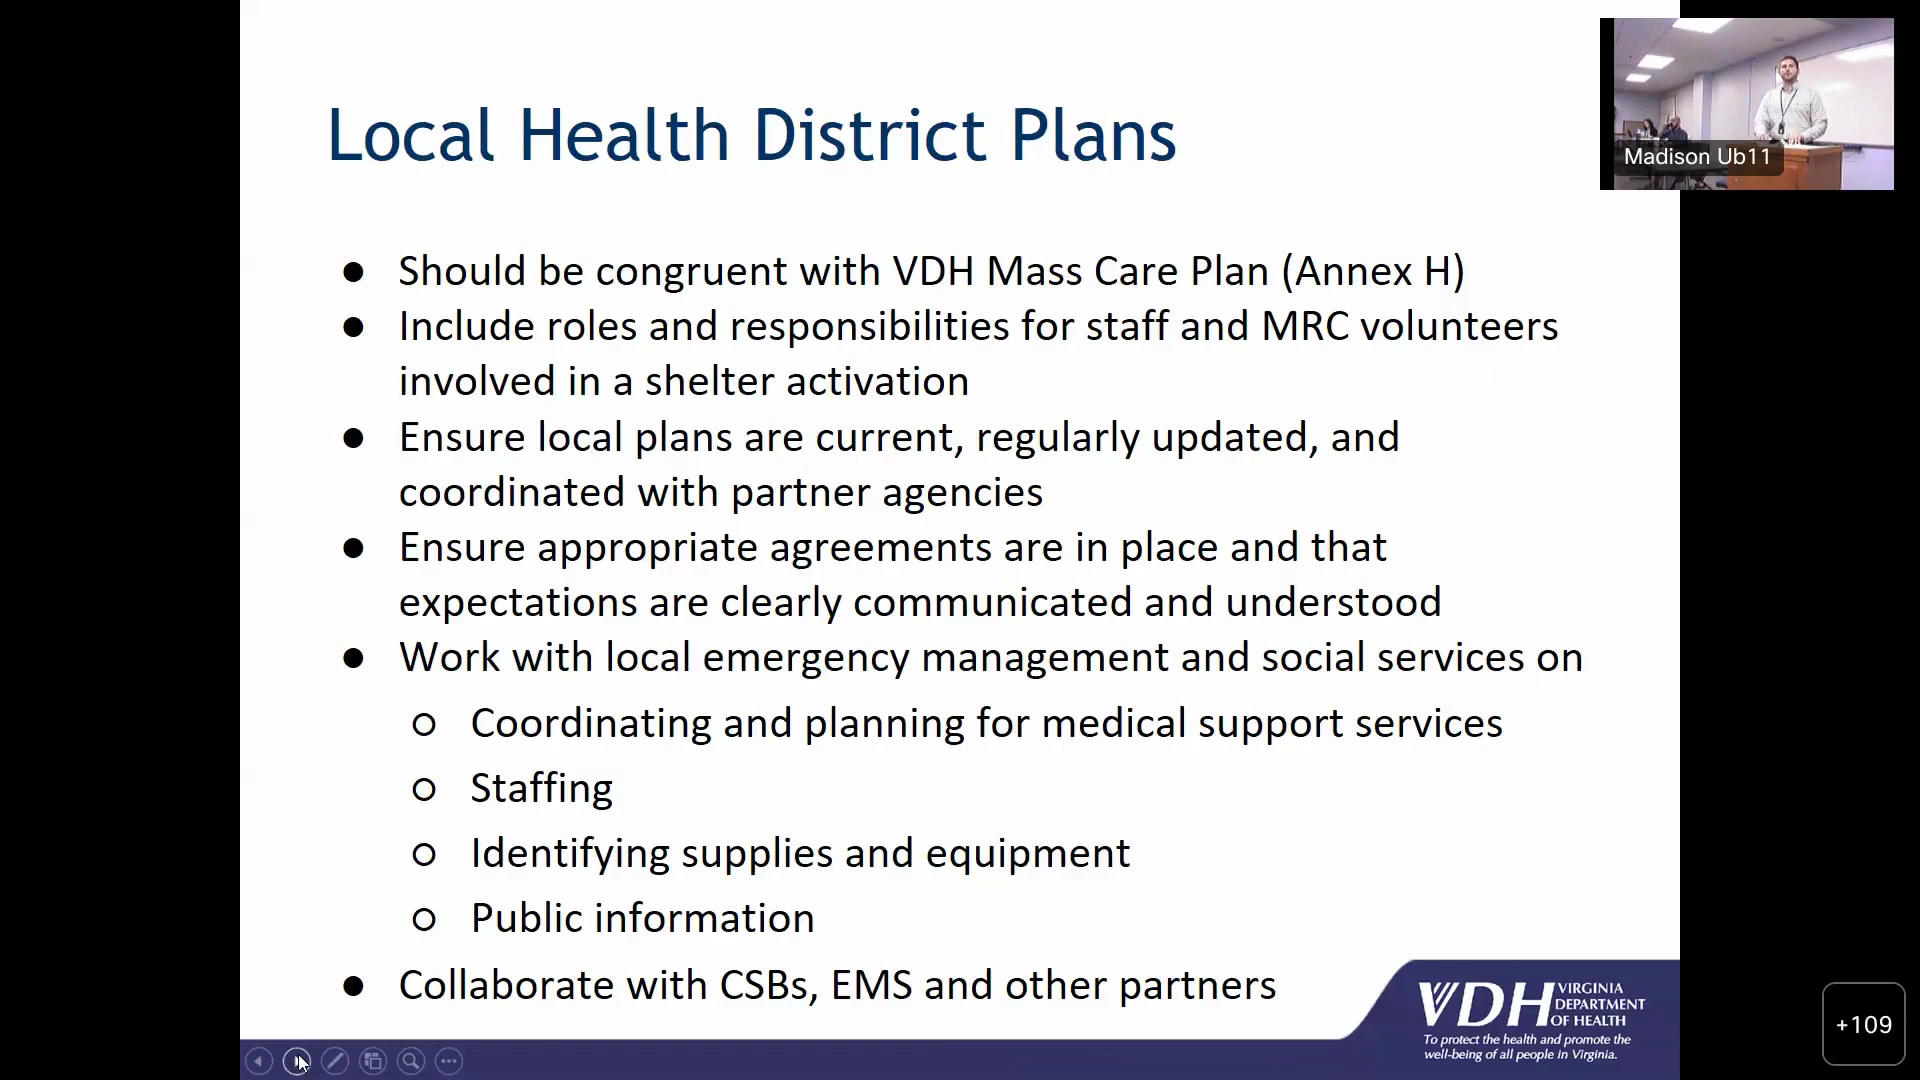 Local Health District Plans
Madison Ub11
● Should be congruent with VDH Mass Care Plan (Annex H)
● Include roles and responsibilities for staff and MRC volunteers
involved in a shelter activation
● Ensure local plans are current, regularly updated, and
coordinated with partner agencies
● Ensure appropriate agreements are in place and that
expectations are clearly communicated and understood
● Work with local emergency management and social services on
○ Coordinating and planning for medical support services
○ Staffing
○ Identifying supplies and equipment
○ Public information
● Collaborate with CSBs, EMS and other partners
VDH VIRGINIA
DEPARTMENT
OF HEALTH
To protect the health and promote the
well-being of all people in Virginia.
+109